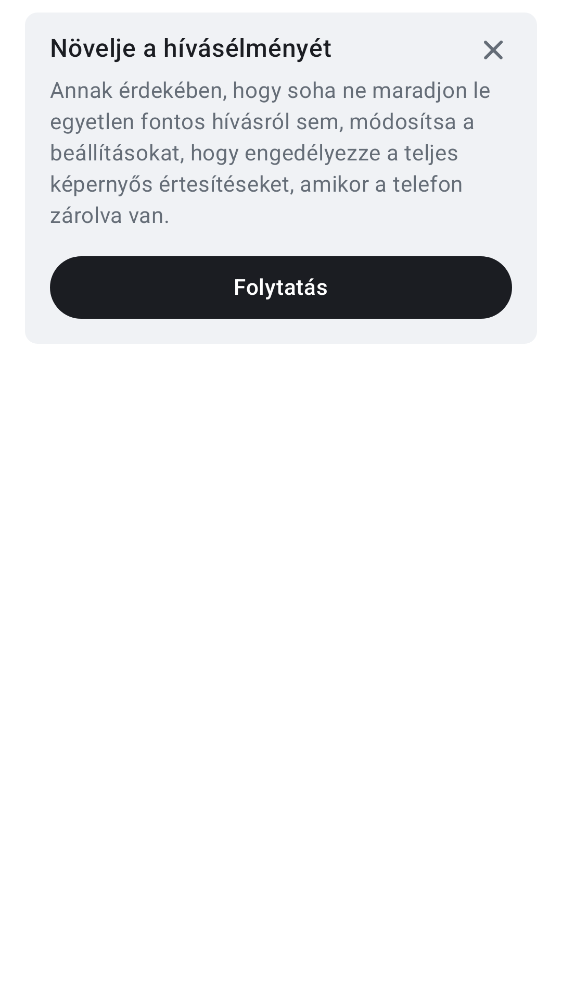 Növelje a hívásélményét
Annak érdekében, hogy soha ne maradjon le
egyetlen fontos hívásról sem, módosítsa a
beállításokat, hogy engedélyezze a teljes
képernyős értesítéseket, amikor a telefon
zárolva van.
Folytatás